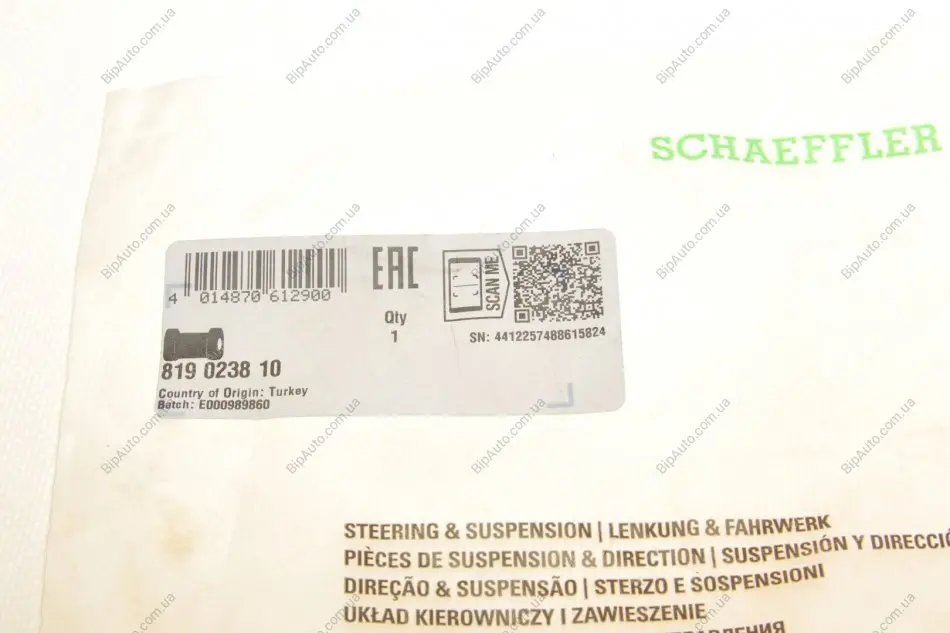 SCHAEFFLER
4 014870 612900
EAC
Qty
1
SCAN ME
SN: 4412257488615824
819 0238 10
Country of Origin: Turkey
Batch: E000989860
STEERING & SUSPENSION | LENKUNG & FAHRWERK
PIÈCES DE SUSPENSION & DIRECTION | SUSPENSIÓN Y DIRECCIÓ
DIREÇÃO & SUSPENSÃO | STERZO E SOSPENSIONI
UKŁAD KIEROWNICZY I ZAWIESZENIE
BipAuto.com.ua